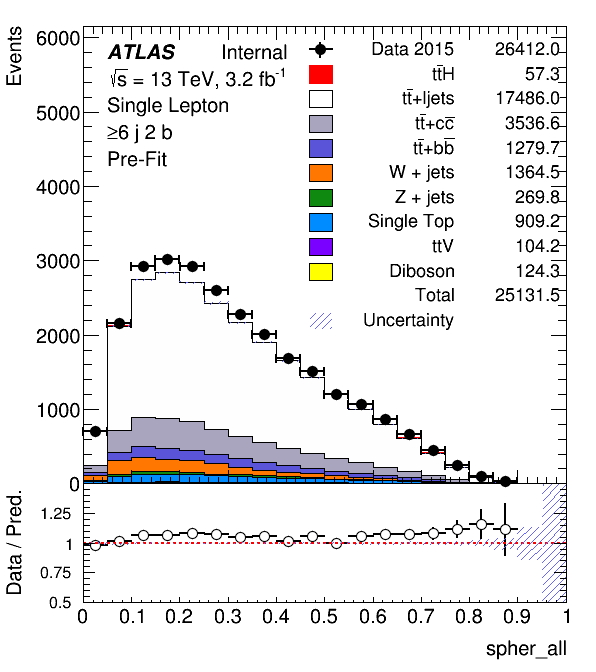 Events
6000
5000
4000
3000
2000
1000
0
ATLAS Internal
√s = 13 TeV, 3.2 fb⁻¹
Single Lepton
≥6 j 2 b
Pre-Fit
Data 2015 26412.0
tt̄H 57.3
tt̄+ljets 17486.0
tt̄+cc̄ 3536.6
tt̄+bb̄ 1279.7
W + jets 1364.5
Z + jets 269.8
Single Top 909.2
ttV 104.2
Diboson 124.3
Total 25131.5
Uncertainty
Data / Pred.
1.25
1
0.75
0.5
0 0.1 0.2 0.3 0.4 0.5 0.6 0.7 0.8 0.9 1
spher_all